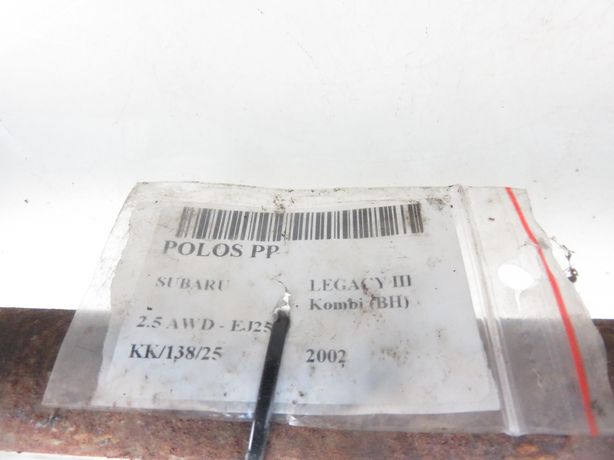 POLOS PP
SUBARU LEGACY III
Kombi (BH)
2.5 AWD - EJ25
KK/138/25 2002